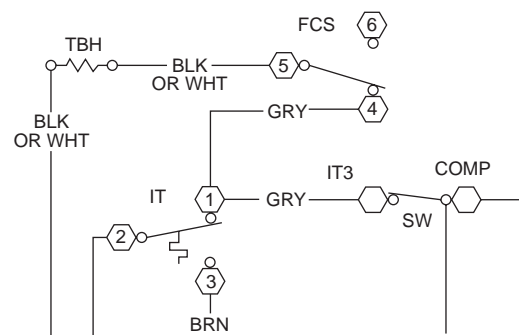 FCS
6
TBH
BLK
OR WHT
5
4
GRY
BLK
OR WHT
IT
1
GRY
IT3
COMP
SW
2
3
BRN